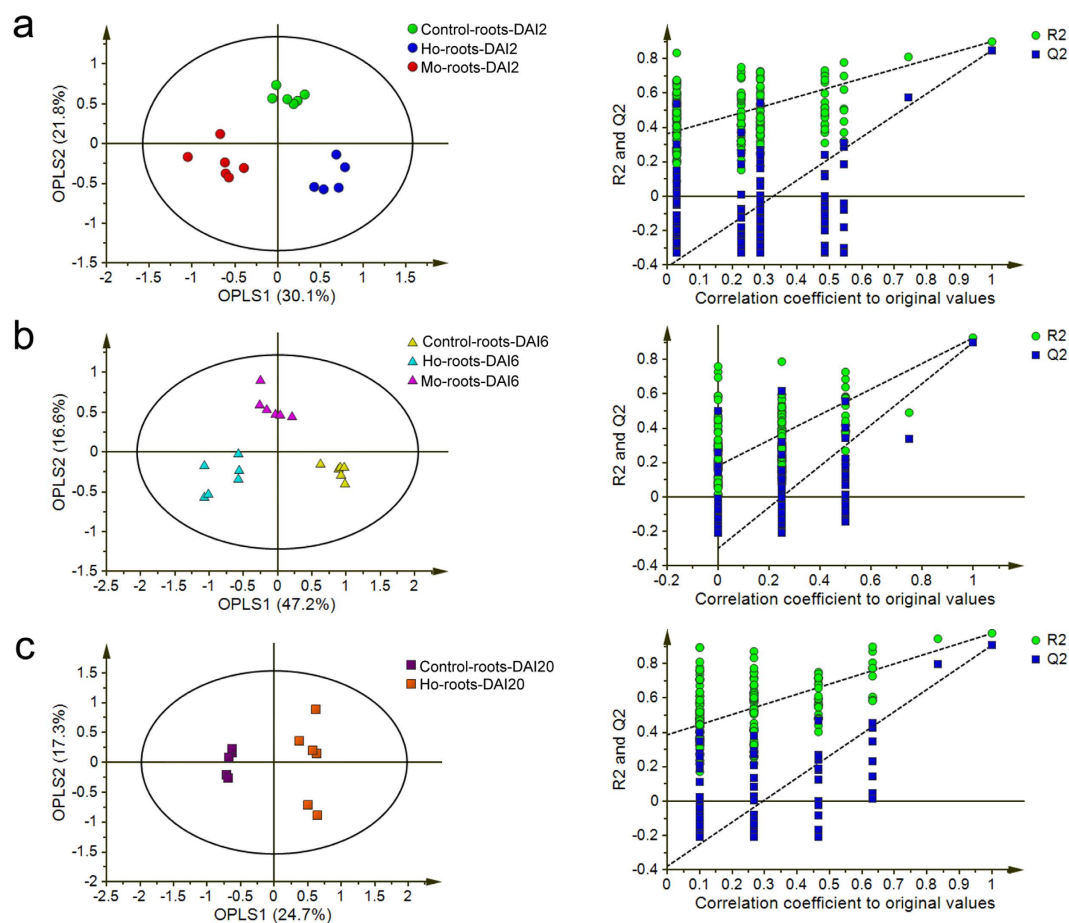 a
Control-roots-DAI2
Ho-roots-DAI2
Mo-roots-DAI2
OPLS2 (21.8%)
1
0.5
0
-0.5
-1
-1.5
-2 -1.5 -1 -0.5 0 0.5 1 1.5
OPLS1 (30.1%)
R2
Q2
R2 and Q2
0.8
0.6
0.4
0.2
0
-0.2
-0.4
0 0.1 0.2 0.3 0.4 0.5 0.6 0.7 0.8 0.9 1
Correlation coefficient to original values
b
Control-roots-DAI6
Ho-roots-DAI6
Mo-roots-DAI6
OPLS2 (16.6%)
1
0.5
0
-0.5
-1
-1.5
-2.5 -2 -1.5 -1 -0.5 0 0.5 1 1.5 2
OPLS1 (47.2%)
R2
Q2
R2 and Q2
0.8
0.6
0.4
0.2
0
-0.2
-0.4
-0.2 0 0.2 0.4 0.6 0.8 1
Correlation coefficient to original values
c
Control-roots-DAI20
Ho-roots-DAI20
OPLS2 (17.3%)
1.5
1
0.5
0
-0.5
-1
-1.5
-2
-2.5 -2 -1.5 -1 -0.5 0 0.5 1 1.5 2 2.5
OPLS1 (24.7%)
R2
Q2
R2 and Q2
0.8
0.6
0.4
0.2
0
-0.2
-0.4
0 0.1 0.2 0.3 0.4 0.5 0.6 0.7 0.8 0.9 1
Correlation coefficient to original values